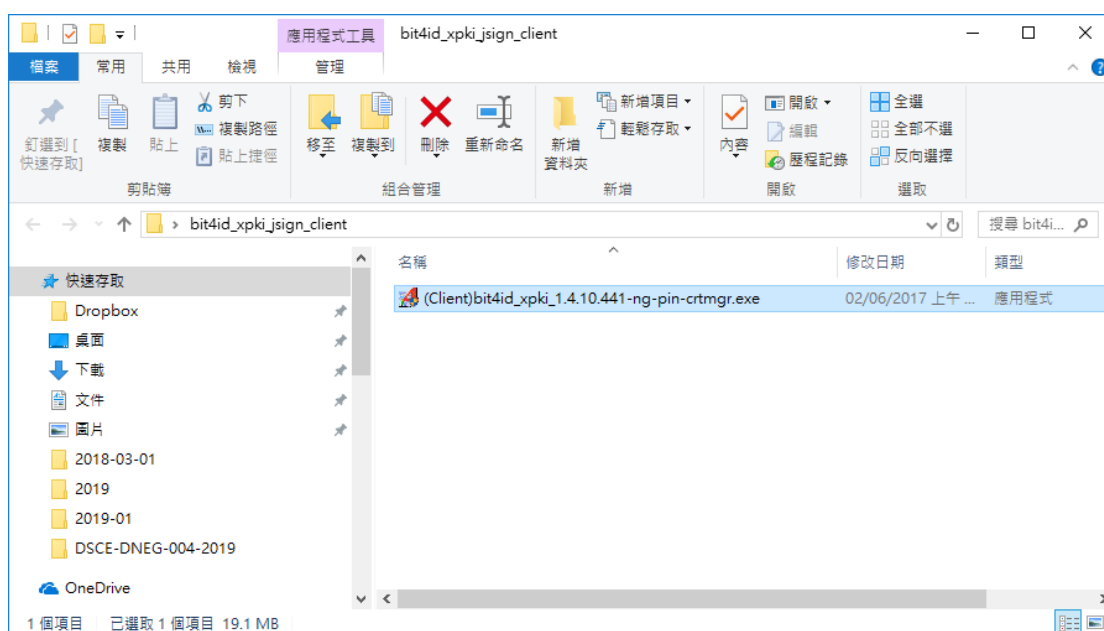 應用程式工具 bit4id_xpki_jsign_client
檔案 常用 共用 檢視 管理
釘選到 [快速存取]
複製
貼上
剪下
複製路徑
貼上捷徑
剪貼簿
移至
複製到
刪除
重新命名
組合管理
新增
資料夾
新增項目
輕鬆存取
新增
內容
開啟
編輯
歷程記錄
開啟
全選
全部不選
反向選擇
選取
bit4id_xpki_jsign_client
搜尋 bit4i...
名稱 修改日期 類型
(Client)bit4id_xpki_1.4.10.441-ng-pin-crtmgr.exe 02/06/2017 上午 ... 應用程式
快速存取
Dropbox
桌面
下載
文件
圖片
2018-03-01
2019
2019-01
DSCE-DNEG-004-2019
OneDrive
1 個項目 已選取 1 個項目 19.1 MB